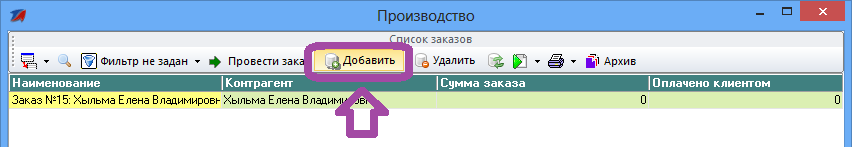 Производство
Список заказов
Фильтр не задан Провести зака Добавить Удалить Архив
Наименование Контрагент Сумма заказа Оплачено клиентом
Заказ №15: Хыльма Елена Владимировн Хыльма Елена Владимировн 0 0